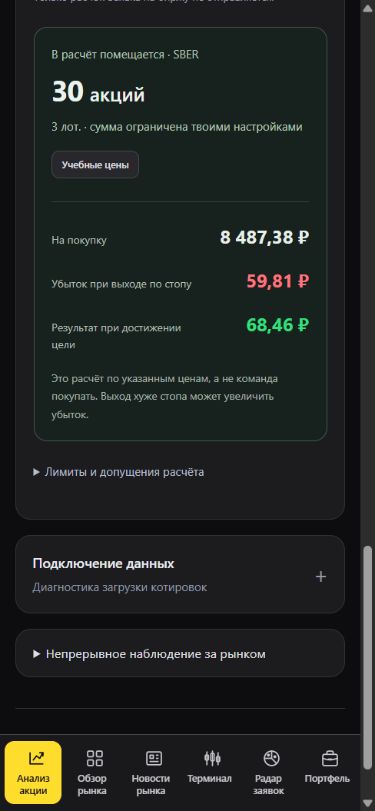 В расчёт помещается · SBER
30 акций
3 лот. · сумма ограничена твоими настройками
Учебные цены
На покупку 8 487,38 ₽
Убыток при выходе по стопу 59,81 ₽
Результат при достижении цели 68,46 ₽
Это расчёт по указанным ценам, а не команда
покупать. Выход хуже стопа может увеличить
убыток.
▶ Лимиты и допущения расчёта
Подключение данных
Диагностика загрузки котировок
+
▶ Непрерывное наблюдение за рынком
Анализ акции
Обзор рынка
Новости рынка
Терминал
Радар заявок
Портфель